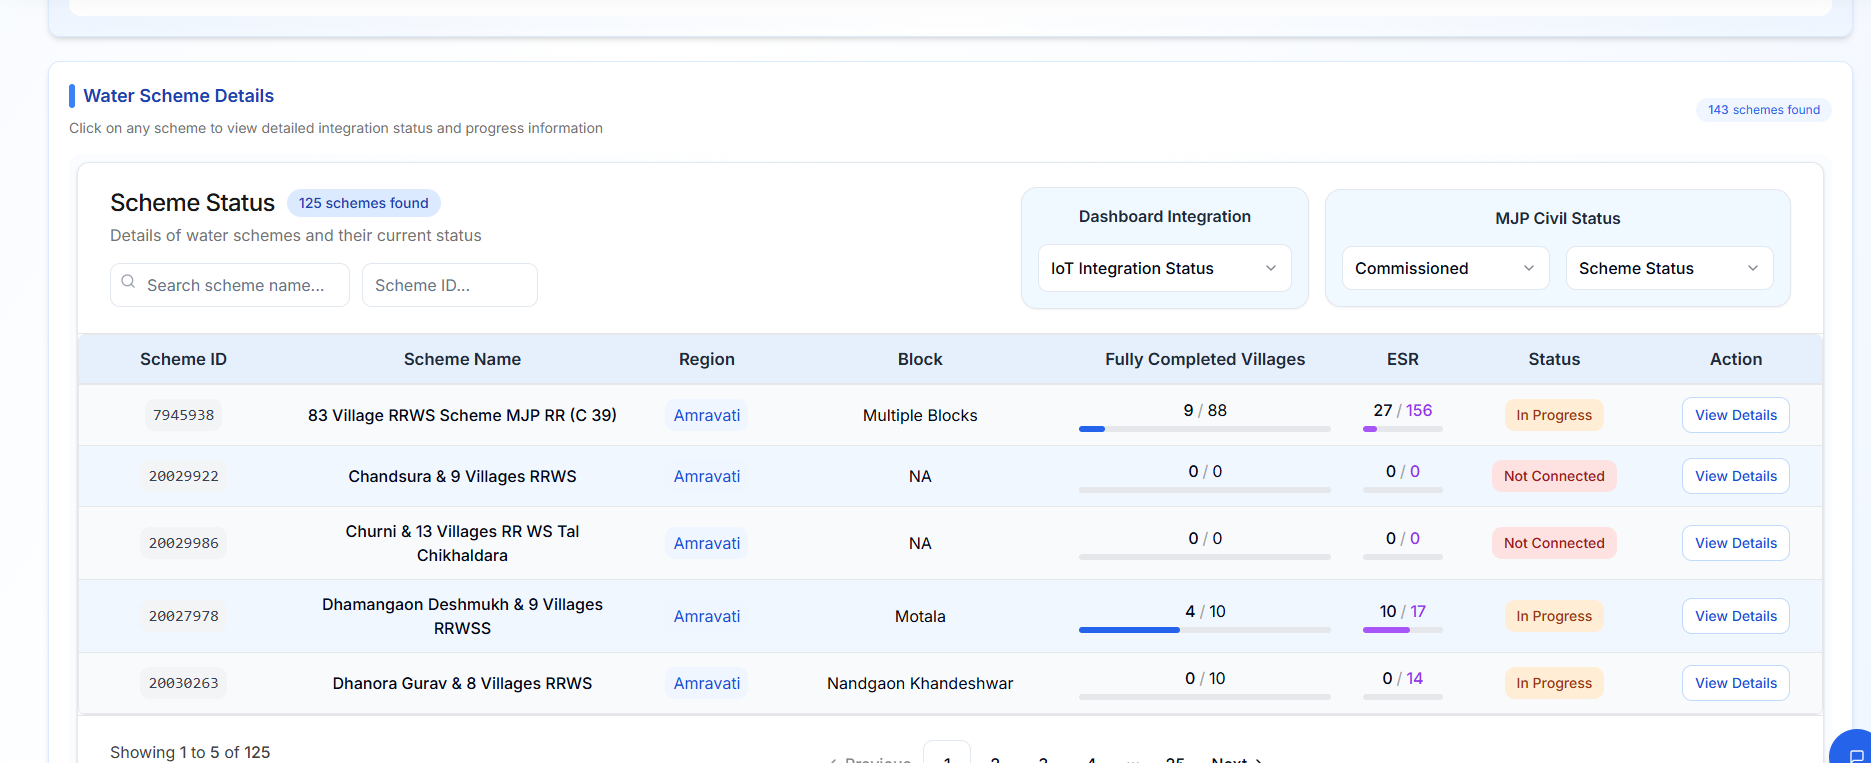 Water Scheme Details
Click on any scheme to view detailed integration status and progress information
143 schemes found
Scheme Status
125 schemes found
Details of water schemes and their current status
Search scheme name...
Scheme ID...
Dashboard Integration
IoT Integration Status
MJP Civil Status
Commissioned
Scheme Status
Scheme ID Scheme Name Region Block Fully Completed Villages ESR Status Action
7945938 83 Village RRWS Scheme MJP RR (C 39) Amravati Multiple Blocks 9 / 88 27 / 156 In Progress View Details
20029922 Chandsura & 9 Villages RRWS Amravati NA 0 / 0 0 / 0 Not Connected View Details
20029986 Churni & 13 Villages RR WS Tal
Chikhaldara Amravati NA 0 / 0 0 / 0 Not Connected View Details
20027978 Dhamangaon Deshmukh & 9 Villages
RRWSS Amravati Motala 4 / 10 10 / 17 In Progress View Details
20030263 Dhanora Gurav & 8 Villages RRWS Amravati Nandgaon Khandeshwar 0 / 10 0 / 14 In Progress View Details
Showing 1 to 5 of 125
Previous 1 2 3 4 ... 25 Next